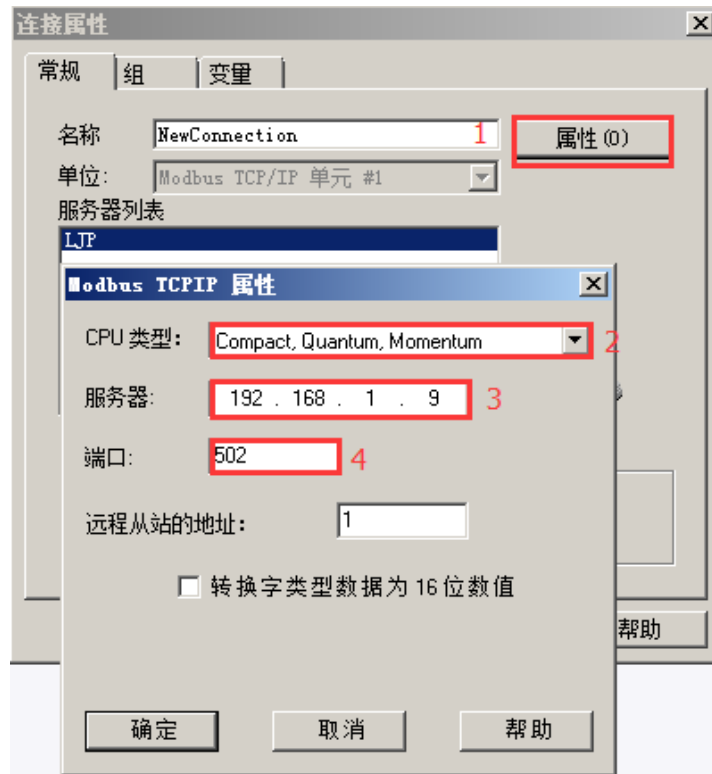 连接属性
常规 组 变量
名称 NewConnection 1 属性(O)
单位: Modbus TCP/IP 单元 #1
服务器列表
LJP
Modbus TCPIP 属性
CPU 类型: Compact, Quantum, Momentum 2
服务器: 192 . 168 . 1 . 9 3
端口: 502 4
远程从站的地址: 1
转换字类型数据为16位数值
帮助
确定 取消 帮助